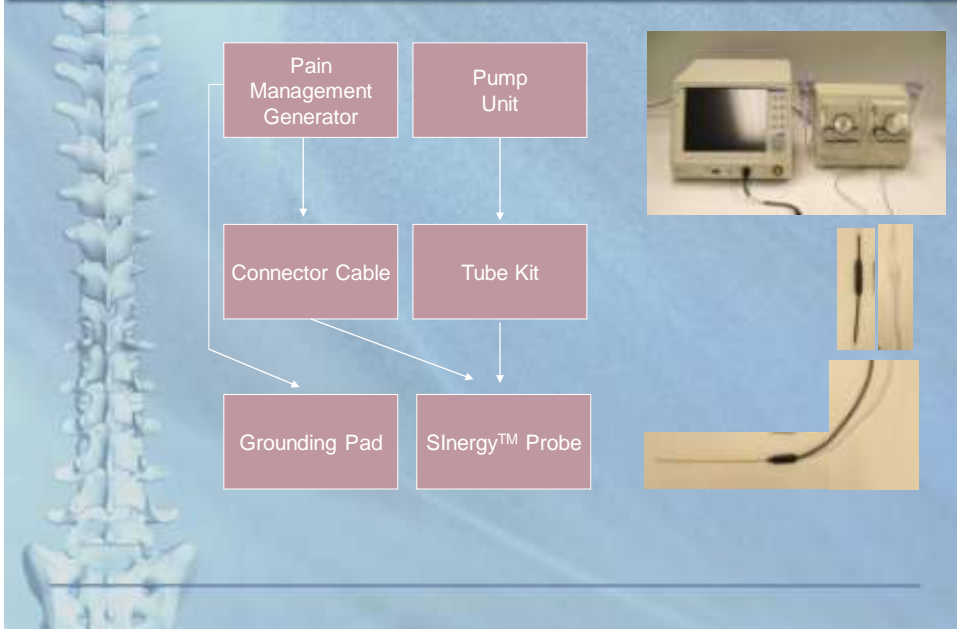 Pain
Management
Generator
Pump
Unit
Connector Cable
Tube Kit
Grounding Pad
SInergy™ Probe